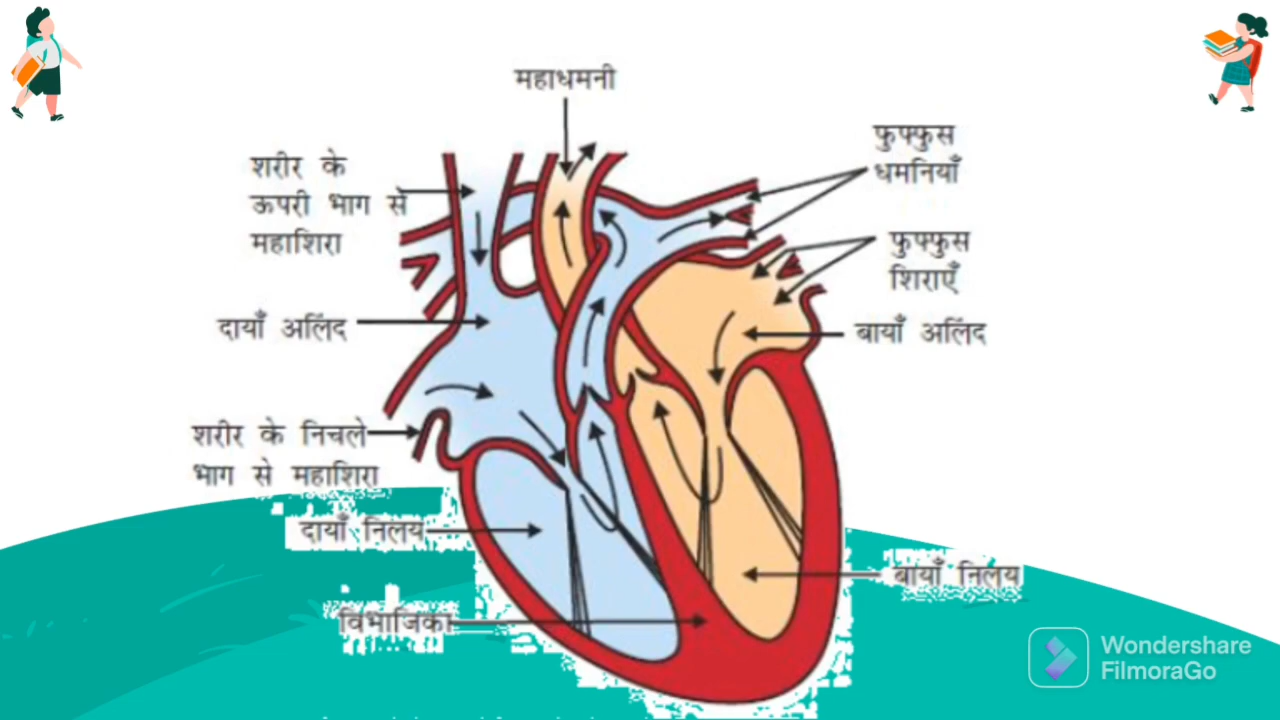 महाधमनी
शरीर के
ऊपरी भाग से
महाशिरा
फुफ्फुस
धमनियाँ
फुफ्फुस
शिराएँ
दायाँ अलिंद
बायाँ अलिंद
शरीर के निचले
भाग से महाशिरा
दायाँ निलय
बायाँ निलय
विभाजिका
Wondershare
FilmoraGo